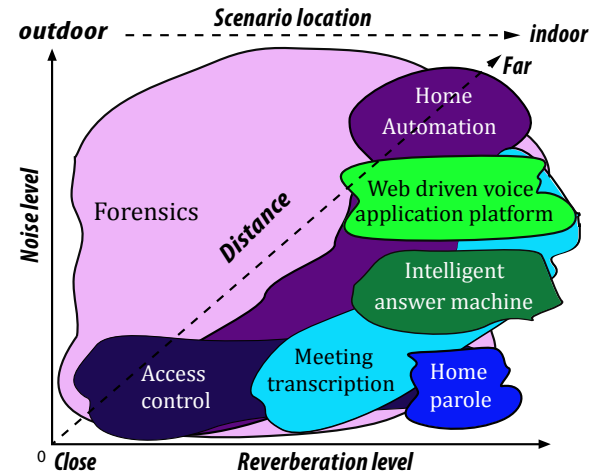 Scenario location
outdoor
indoor
Far
Home
Automation
Noise level
Forensics
Distance
Web driven voice
application platform
Intelligent
answer machine
Access
control
Meeting
transcription
Home
parole
0
Close
Reverberation level